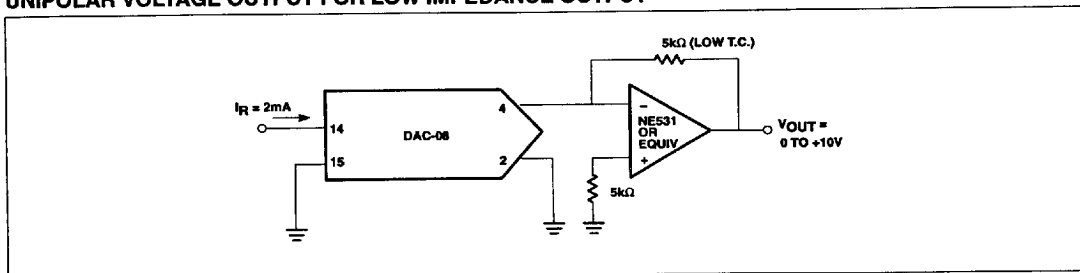 UNIPOLAR VOLTAGE OUTPUT FOR LOW IMPEDANCE OUTPUT
5kΩ (LOW T.C.)
IR = 2mA
4
14
DAC-08
15
2
−
NE531
OR
EQUIV
+
VOUT =
0 TO +10V
5kΩ